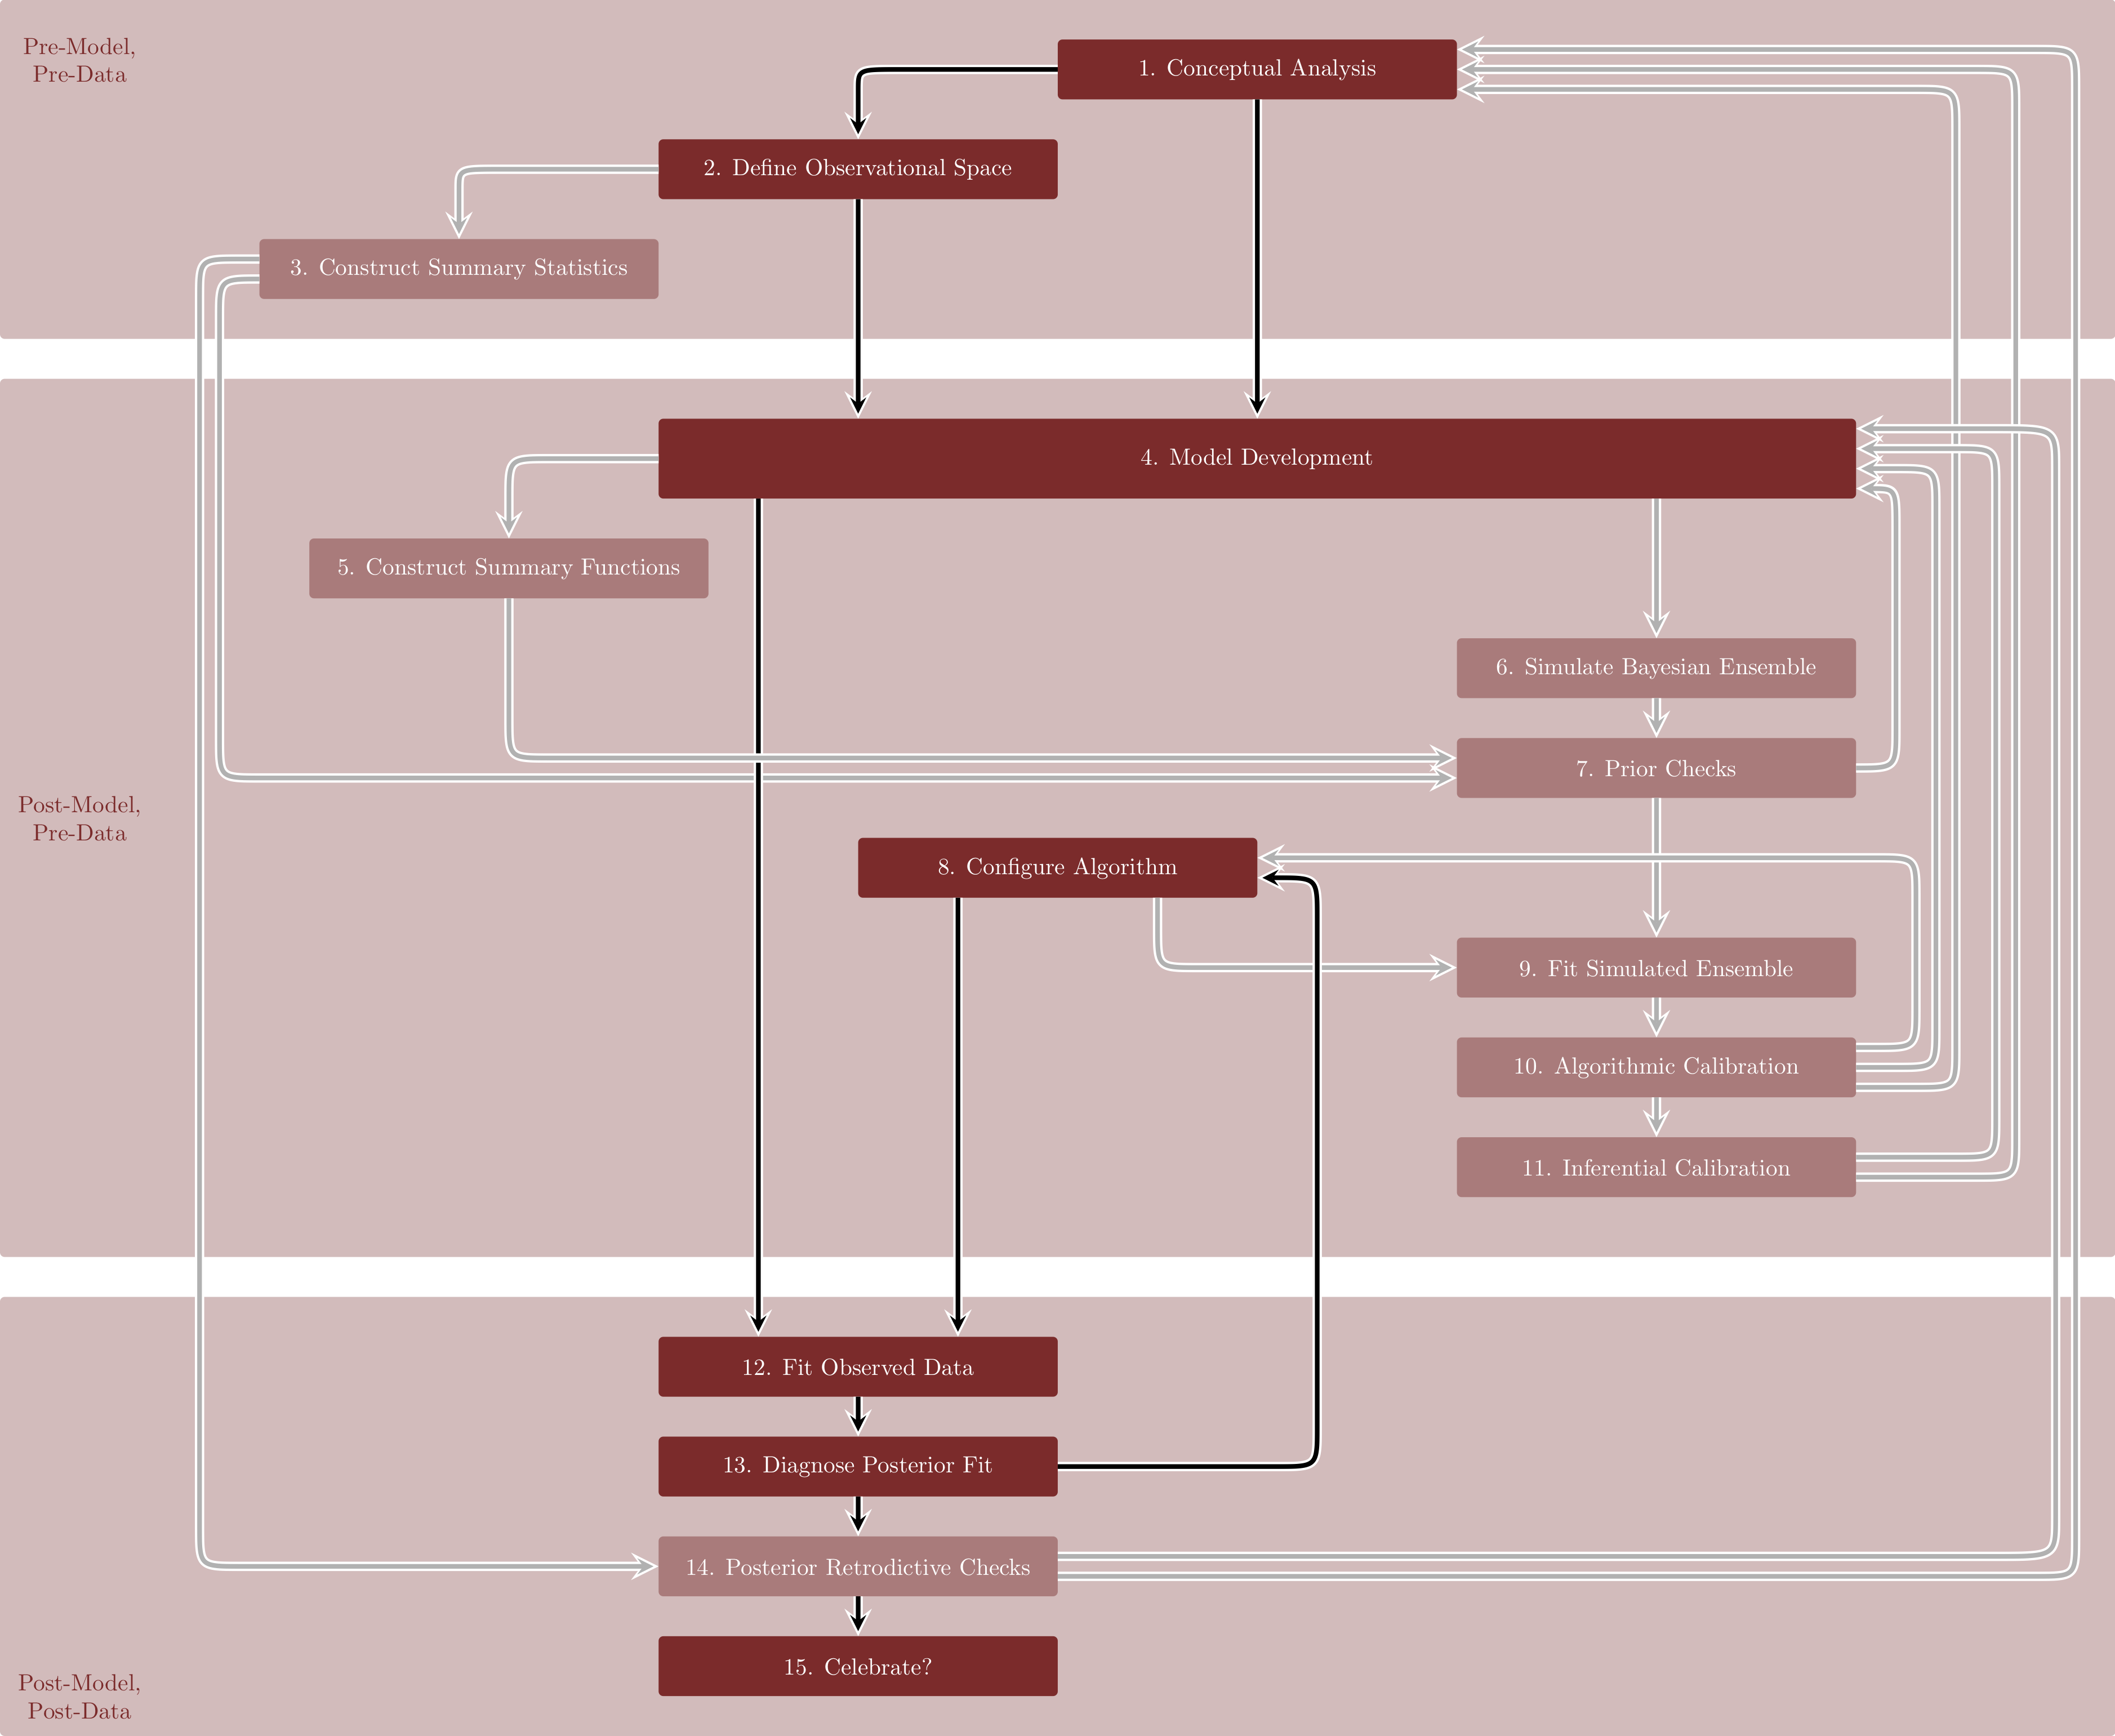 Pre-Model,
Pre-Data
1. Conceptual Analysis
2. Define Observational Space
3. Construct Summary Statistics
4. Model Development
5. Construct Summary Functions
6. Simulate Bayesian Ensemble
7. Prior Checks
Post-Model,
Pre-Data
8. Configure Algorithm
9. Fit Simulated Ensemble
10. Algorithmic Calibration
11. Inferential Calibration
12. Fit Observed Data
13. Diagnose Posterior Fit
14. Posterior Retrodictive Checks
15. Celebrate?
Post-Model,
Post-Data